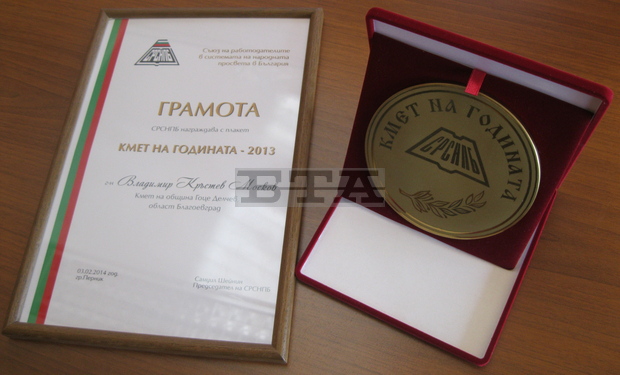 СРСНПБ
Съюз на работодателите
в системата на народната
просвета в България
ГРАМОТА
СРСНПБ награждава с плакет
КМЕТ НА ГОДИНАТА - 2013
г-н Владимир Кръстев Москов
Кмет на община Гоце Делчев
област Благоевград
03.02.2014 год.
гр.Перник
Председател на СРСНПБ
КМЕТ НА ГОДИНАТА
СРСНПБ
БТА